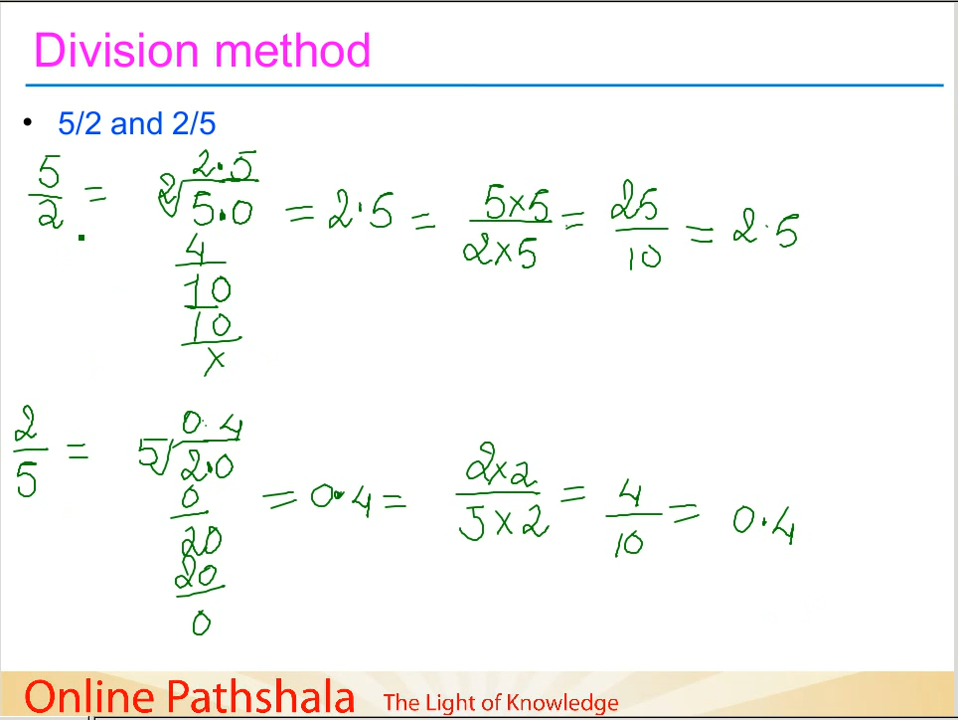 Division method
• 5/2 and 2/5
5/2 = 2√5.0 2.5 = 2.5 = 5×5/2×5 = 25/10 = 2.5
4
10
10
×
2/5 = 5√2.0 0.4 = 0.4 = 2×2/5×2 = 4/10 = 0.4
0
20
20
0
Online Pathshala The Light of Knowledge